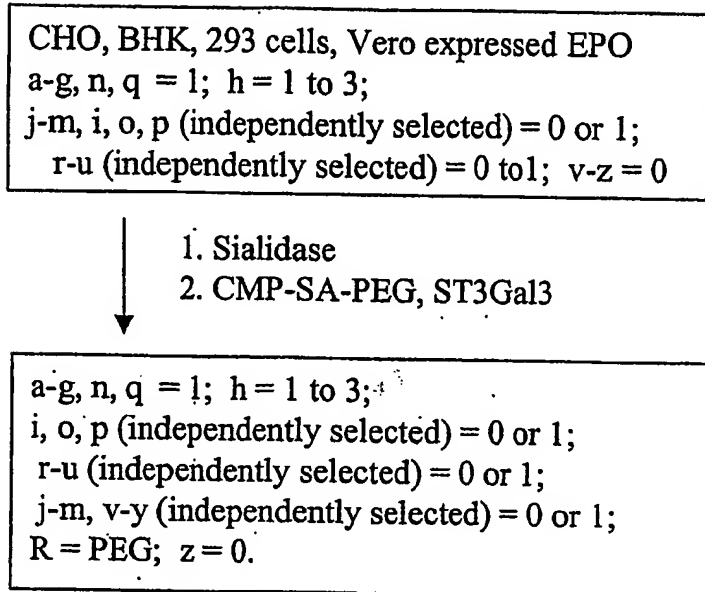 CHO, BHK, 293 cells, Vero expressed EPO
a-g, n, q = 1; h = 1 to 3;
j-m, i, o, p (independently selected) = 0 or 1;
r-u (independently selected) = 0 to1; v-z = 0
1. Sialidase
2. CMP-SA-PEG, ST3Gal3
a-g, n, q = 1; h = 1 to 3;
i, o, p (independently selected) = 0 or 1;
r-u (independently selected) = 0 or 1;
j-m, v-y (independently selected) = 0 or 1;
R = PEG; z = 0.